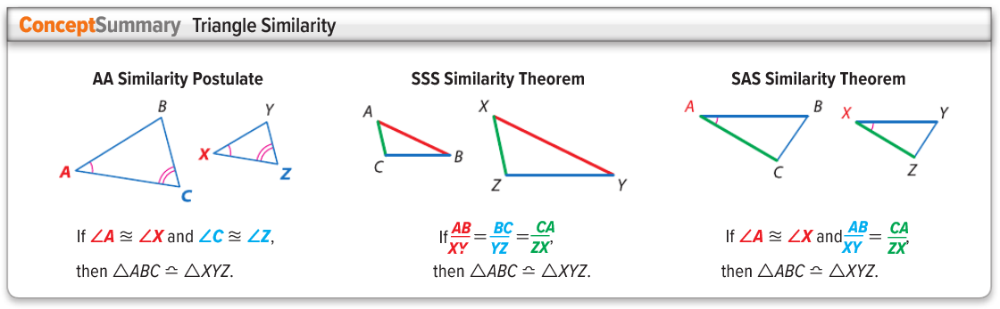 ConceptSummary Triangle Similarity
AA Similarity Postulate
B
Y
X
A
Z
C
If ∠A ≅ ∠X and ∠C ≅ ∠Z,
then △ABC ≏ △XYZ.
SSS Similarity Theorem
A
X
B
C
Z
Y
If AB/XY = BC/YZ = CA/ZX,
then △ABC ≏ △XYZ.
SAS Similarity Theorem
A
B
X
Y
C
Z
If ∠A ≅ ∠X and AB/XY = CA/ZX,
then △ABC ≏ △XYZ.